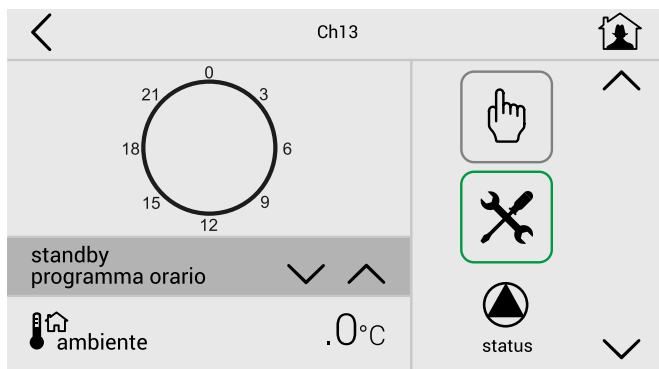 Ch13
0
21
3
18
6
15
9
12
standby
programma orario
ambiente
.0°C
status